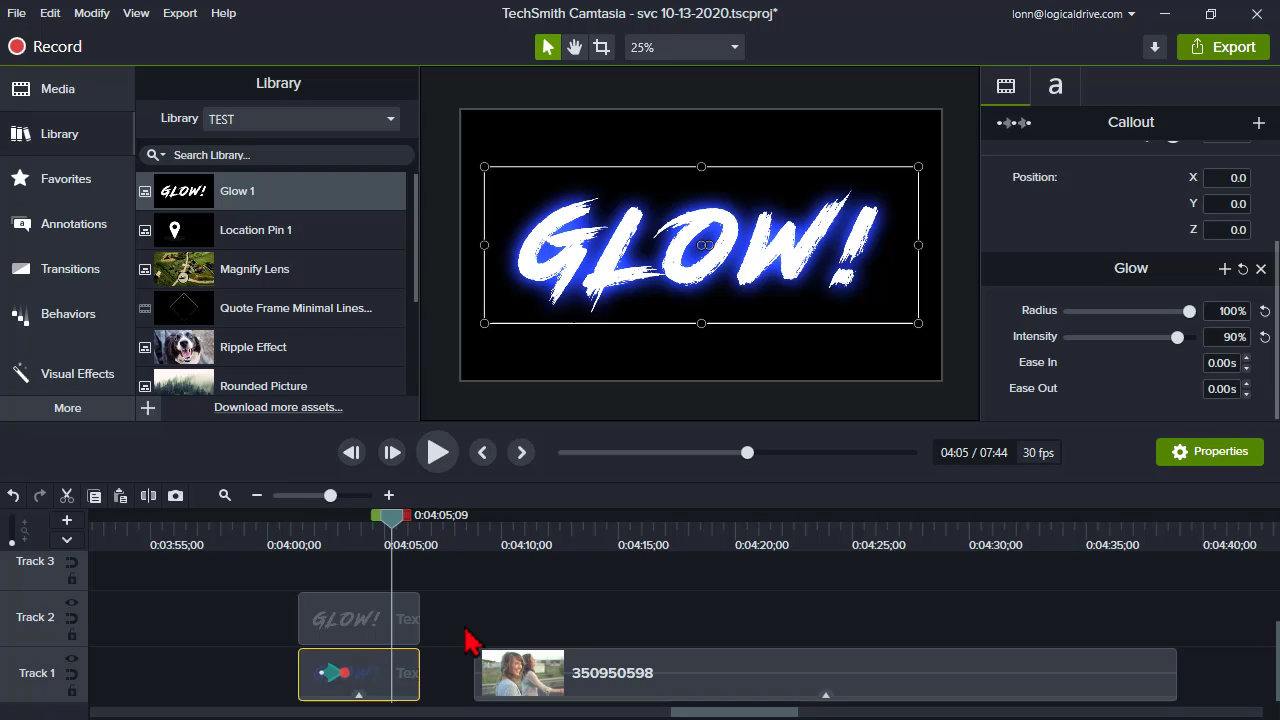 File Edit Modify View Export Help
TechSmith Camtasia - svc 10-13-2020.tscproj*
lonn@logicaldrive.com
Record
25%
Export
Media
Library
Favorites
Annotations
Transitions
Behaviors
Visual Effects
More
Library
Library TEST
Search Library...
GLOW! Glow 1
Location Pin 1
Magnify Lens
Quote Frame Minimal Lines...
Ripple Effect
Rounded Picture
Download more assets...
GLOW!
a
Callout
Position: X 0.0
Y 0.0
Z 0.0
Glow
Radius 100%
Intensity 90%
Ease In 0.00s
Ease Out 0.00s
04:05 / 07:44 30 fps
Properties
0:04:05;09
0:03:55;00 0:04:00;00 0:04:05;00 0:04:10;00 0:04:15;00 0:04:20;00 0:04:25;00 0:04:30;00 0:04:35;00 0:04:40;00
Track 3
Track 2
GLOW! Tex
Track 1
Tex
350950598